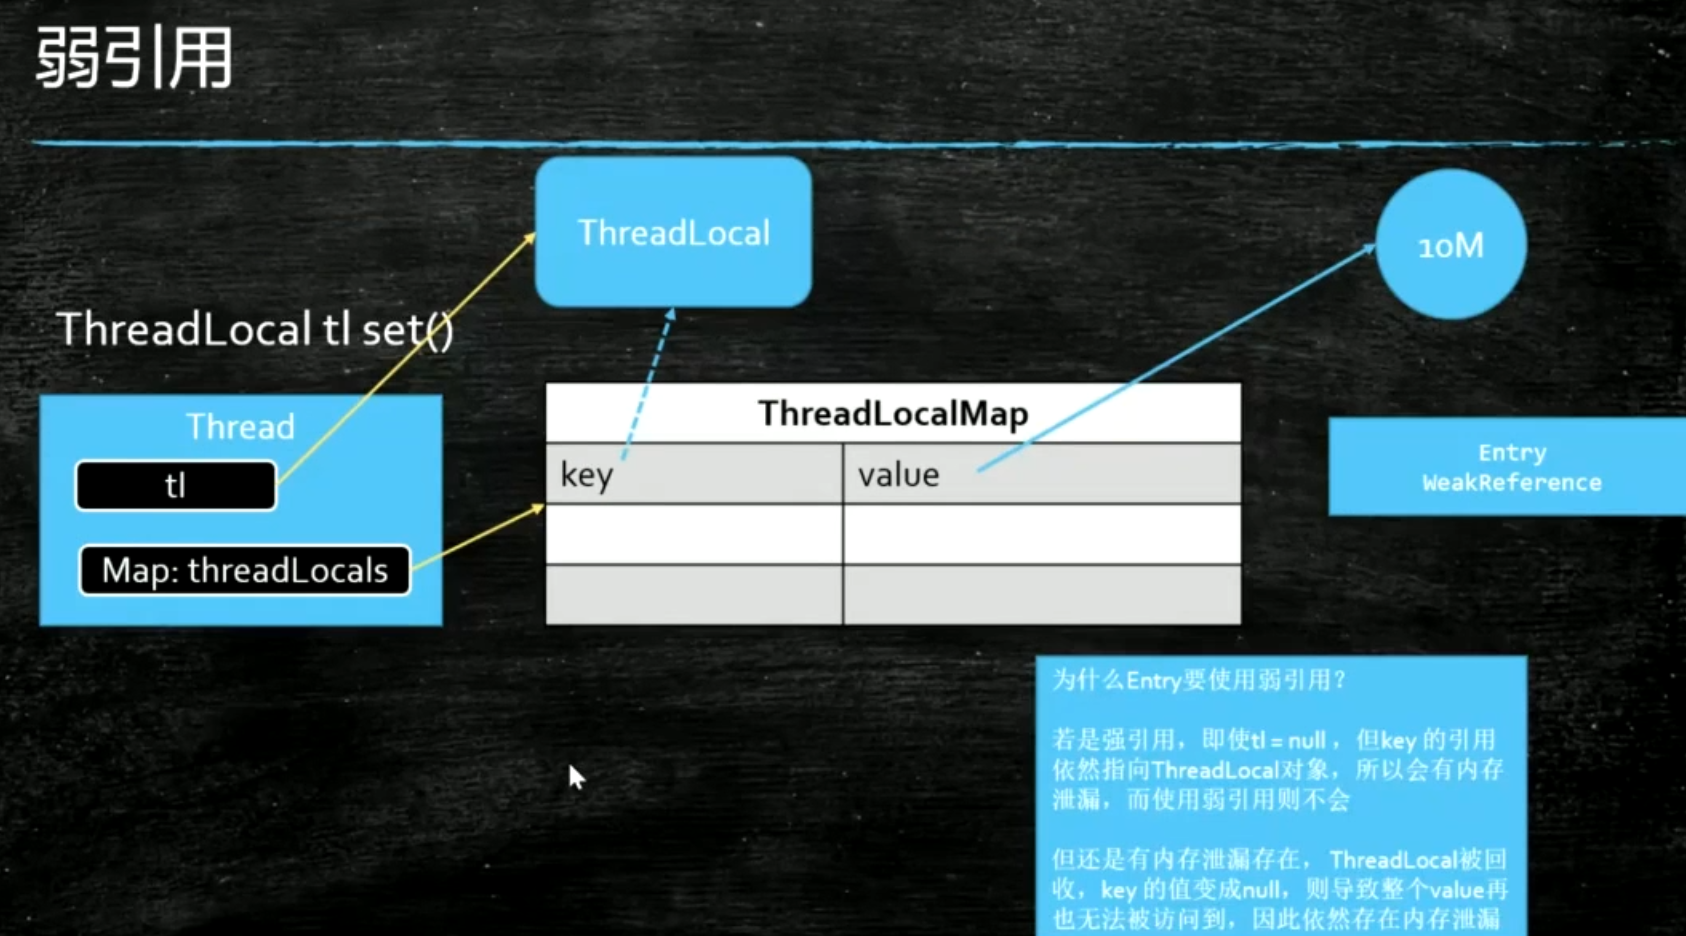 弱引用
ThreadLocal
10M
ThreadLocal tl set()
Thread
tl
Map: threadLocals
ThreadLocalMap
key
value
Entry
WeakReference
为什么Entry要使用弱引用?
若是强引用，即使tl = null ，但key 的引用
依然指向ThreadLocal对象，所以会有内存
泄漏，而使用弱引用则不会
但还是有内存泄漏存在， ThreadLocal被回
收，key 的值变成null，则导致整个value再
也无法被访问到，因此依然存在内存泄漏